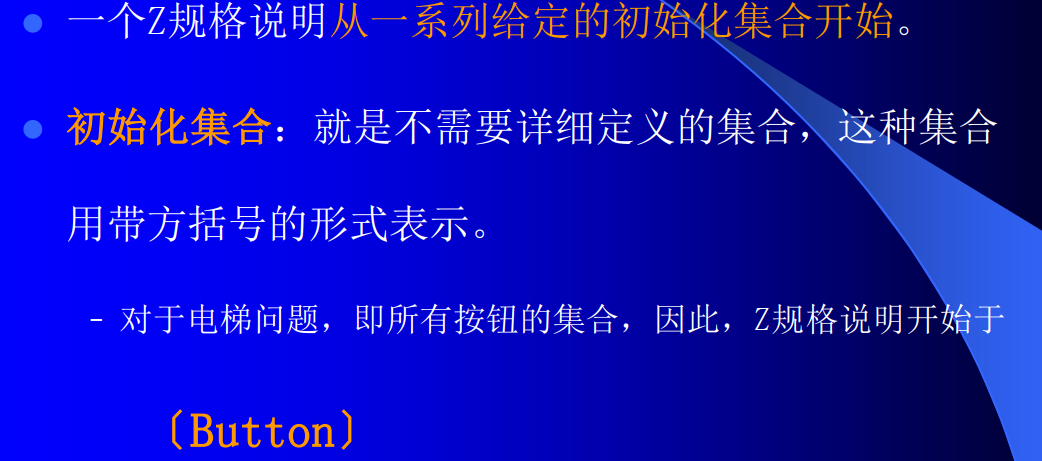 一个Z规格说明从一系列给定的初始化集合开始。
初始化集合：就是不需要详细定义的集合，这种集合
用带方括号的形式表示。
- 对于电梯问题，即所有按钮的集合，因此，Z规格说明开始于
〔Button〕